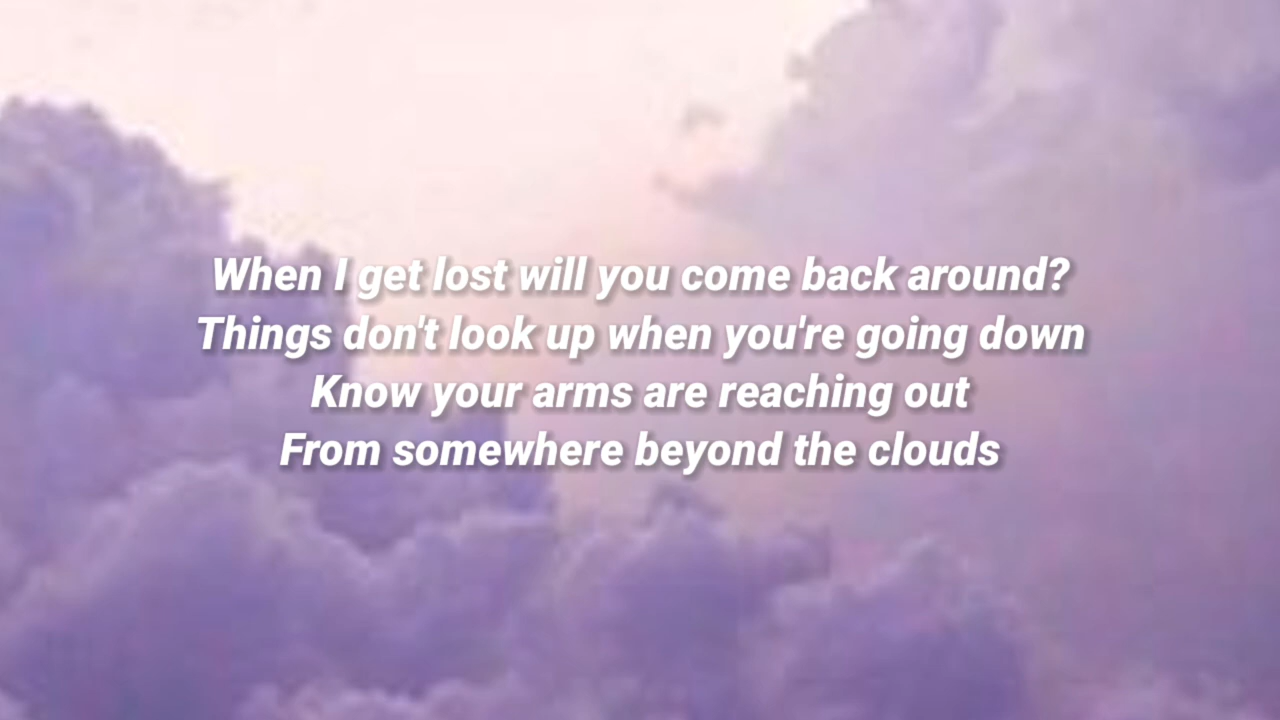 When I get lost will you come back around?
Things don't look up when you're going down
Know your arms are reaching out
From somewhere beyond the clouds